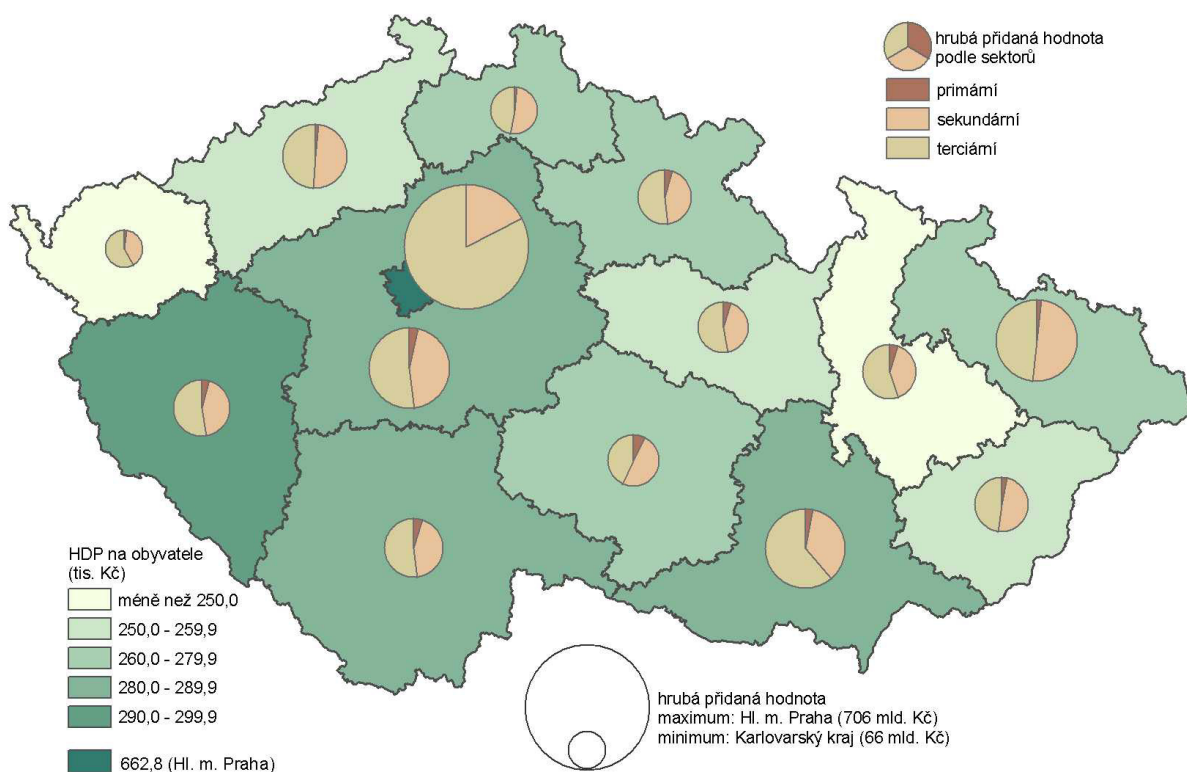 hrubá přidaná hodnota
podle sektorů
primární
sekundární
terciární
HDP na obyvatele
(tis. Kč)
méně než 250,0
250,0 - 259,9
260,0 - 279,9
280,0 - 289,9
290,0 - 299,9
662,8 (Hl. m. Praha)
hrubá přidaná hodnota
maximum: Hl. m. Praha (706 mld. Kč)
minimum: Karlovarský kraj (66 mld. Kč)